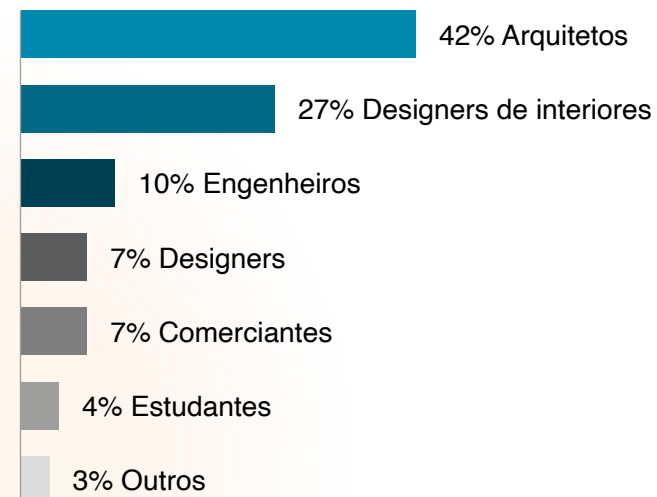 42% Arquitetos
27% Designers de interiores
10% Engenheiros
7% Designers
7% Comerciantes
4% Estudantes
3% Outros